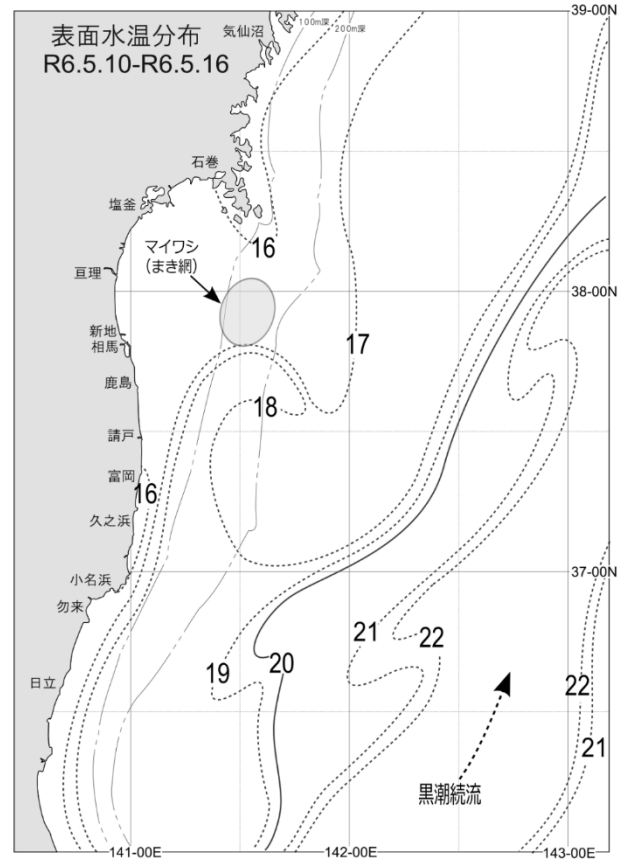 表面水温分布
R6.5.10-R6.5.16
気仙沼
100m深
200m深
39-00N
石巻
塩釜
16
マイワシ
(まき網)
亘理
38-00N
新地
相馬
17
鹿島
18
請戸
富岡
16
久之浜
37-00N
小名浜
勿来
21
22
19
20
日立
22
21
黒潮続流
141-00E
142-00E
143-00E